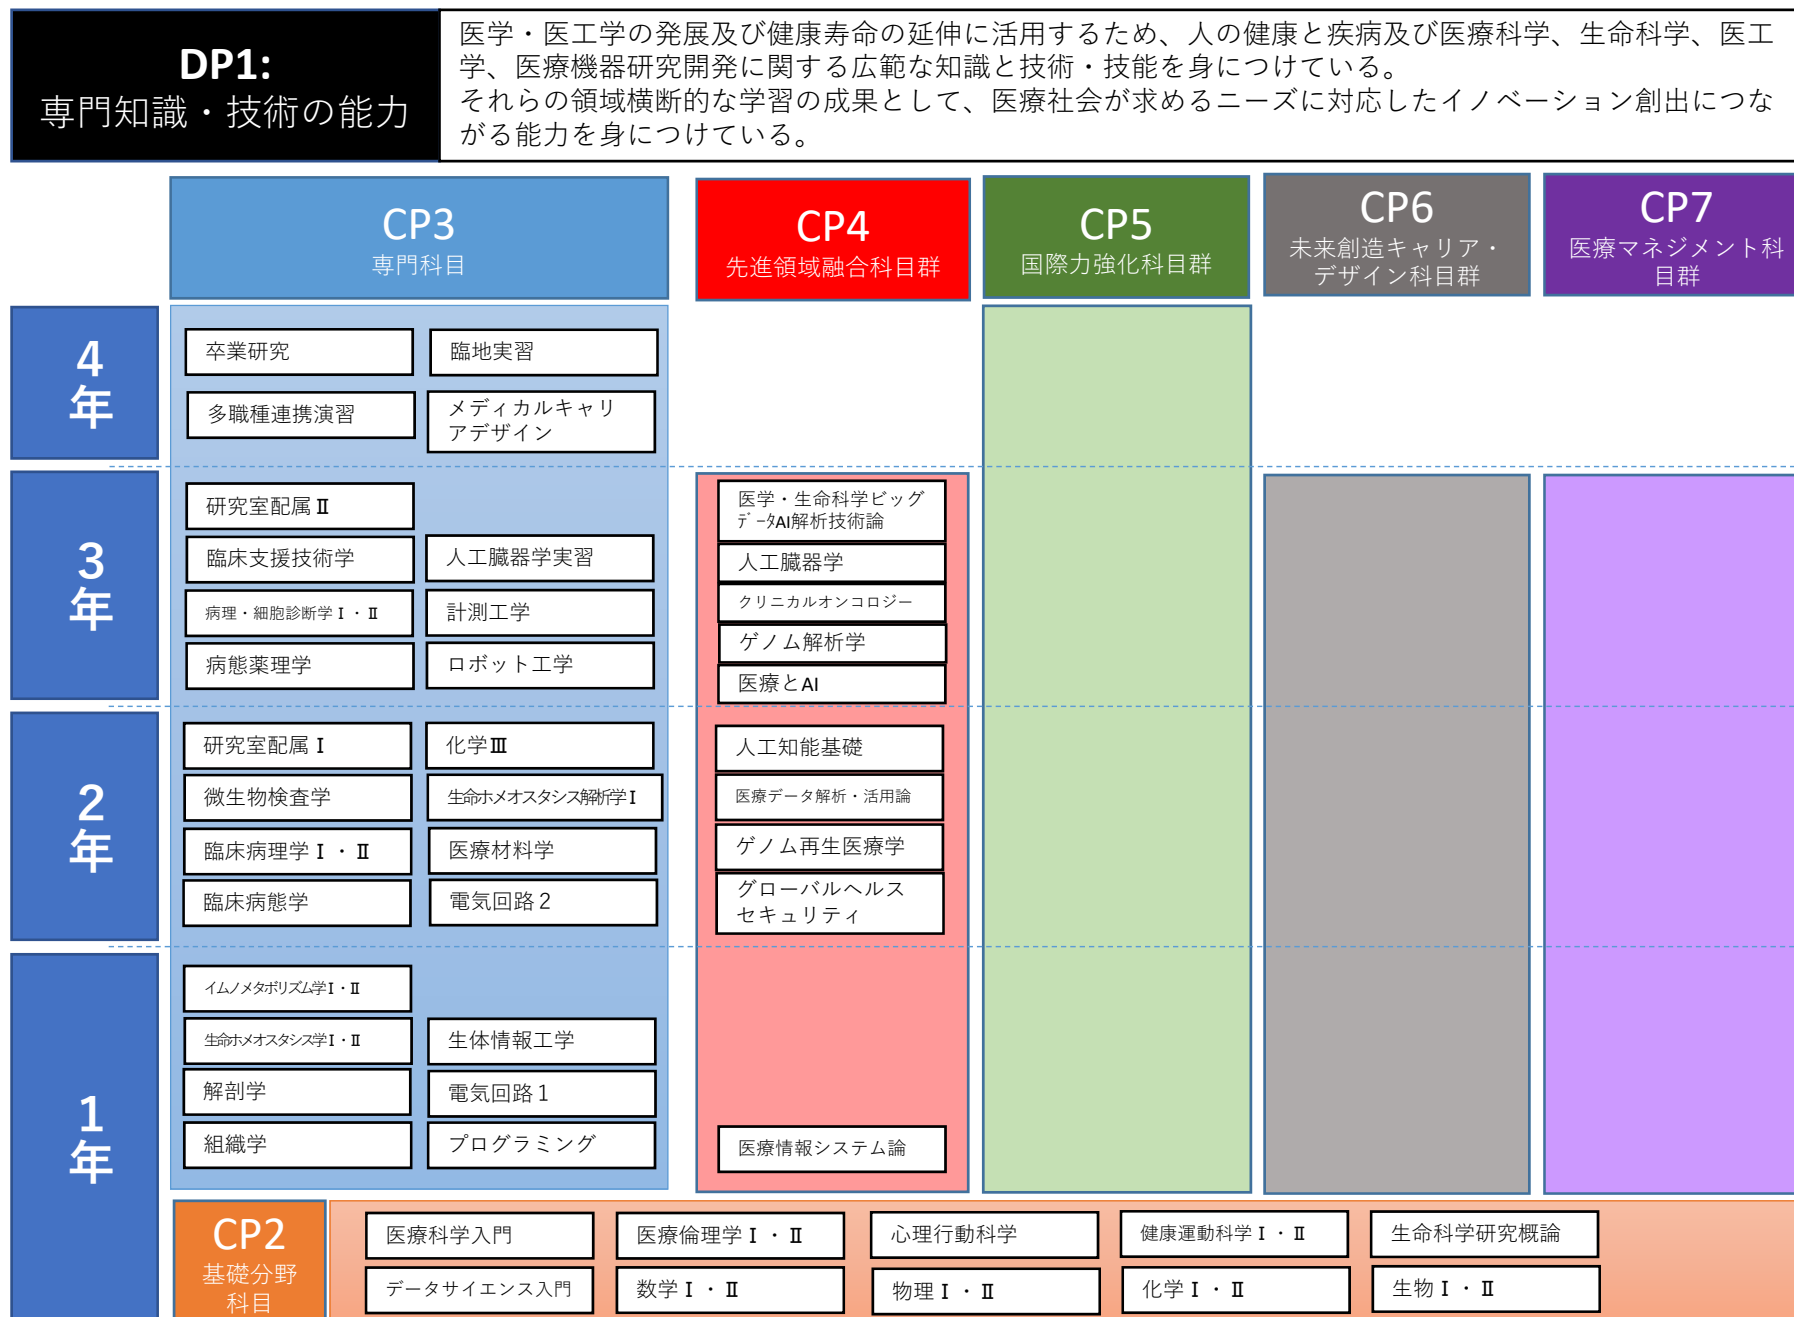 DP1:
専門知識・技術の能力
医学・医工学の発展及び健康寿命の延伸に活用するため、人の健康と疾病及び医療科学、生命科学、医工
学、医療機器研究開発に関する広範な知識と技術・技能を身につけている。
それらの領域横断的な学習の成果として、医療社会が求めるニーズに対応したイノベーション創出につな
がる能力を身につけている。
CP3
専門科目
CP4
先進領域融合科目群
CP5
国際力強化科目群
CP6
未来創造キャリア・
デザイン科目群
CP7
医療マネジメント科
目群
4
年
卒業研究
臨地実習
多職種連携演習
メディカルキャリ
アデザイン
3
年
研究室配属Ⅱ
臨床支援技術学
人工臓器学実習
病理・細胞診断学Ⅰ・Ⅱ
計測工学
病態薬理学
ロボット工学
医学・生命科学ビッグ
データAI解析技術論
人工臓器学
クリニカルオンコロジー
ゲノム解析学
医療とAI
2
年
研究室配属Ⅰ
化学Ⅲ
微生物検査学
生命ホメオスタシス解析学Ⅰ
臨床病理学Ⅰ・Ⅱ
医療材料学
臨床病態学
電気回路２
人工知能基礎
医療データ解析・活用論
ゲノム再生医療学
グローバルヘルス
セキュリティ
1
年
イムノメタボリズム学Ⅰ・Ⅱ
生命ホメオスタシス学Ⅰ・Ⅱ
生体情報工学
解剖学
電気回路１
組織学
プログラミング
医療情報システム論
CP2
基礎分野
科目
医療科学入門
医療倫理学Ⅰ・Ⅱ
心理行動科学
健康運動科学Ⅰ・Ⅱ
生命科学研究概論
データサイエンス入門
数学Ⅰ・Ⅱ
物理Ⅰ・Ⅱ
化学Ⅰ・Ⅱ
生物Ⅰ・Ⅱ